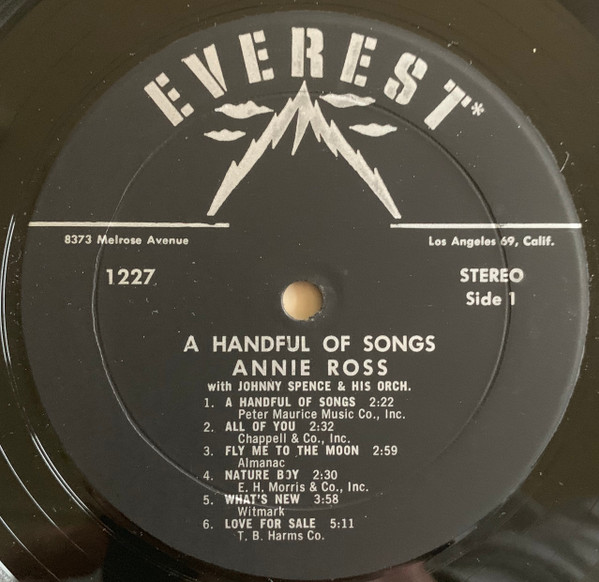 EVEREST*
8373 Melrose Avenue
Los Angeles 69, Calif.
1227
STEREO
Side 1
A HANDFUL OF SONGS
ANNIE ROSS
with JOHNNY SPENCE & HIS ORCH.
1. A HANDFUL OF SONGS 2:22
Peter Maurice Music Co., Inc.
2. ALL OF YOU 2:32
Chappell & Co., Inc.
3. FLY ME TO THE MOON 2:59
Almanac
4. NATURE BOY 2:30
E. H. Morris & Co., Inc.
5. WHAT'S NEW 3:58
Witmark
6. LOVE FOR SALE 5:11
T. B. Harms Co.